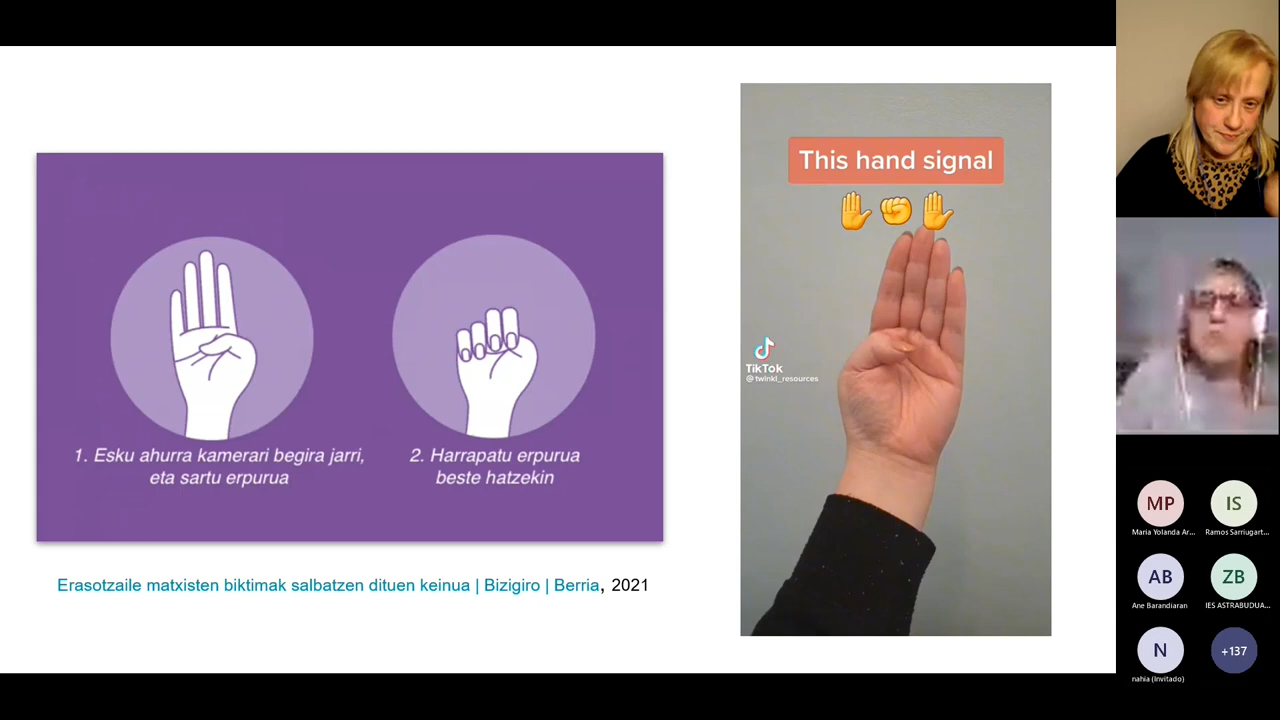 1. Esku ahurra kamerari begira jarri,
eta sartu erpurua
2. Harrapatu erpurua
beste hatzekin
Erasotzaile matxisten biktimak salbatzen dituen keinua | Bizigiro | Berria, 2021
This hand signal
TikTok
@twinkl_resources
MP
Maria Yolanda Ar...
IS
Ramos Sarriugart...
AB
Ane Barandiaran
ZB
IES ASTRABUDUA...
N
nahia (Invitado)
+137